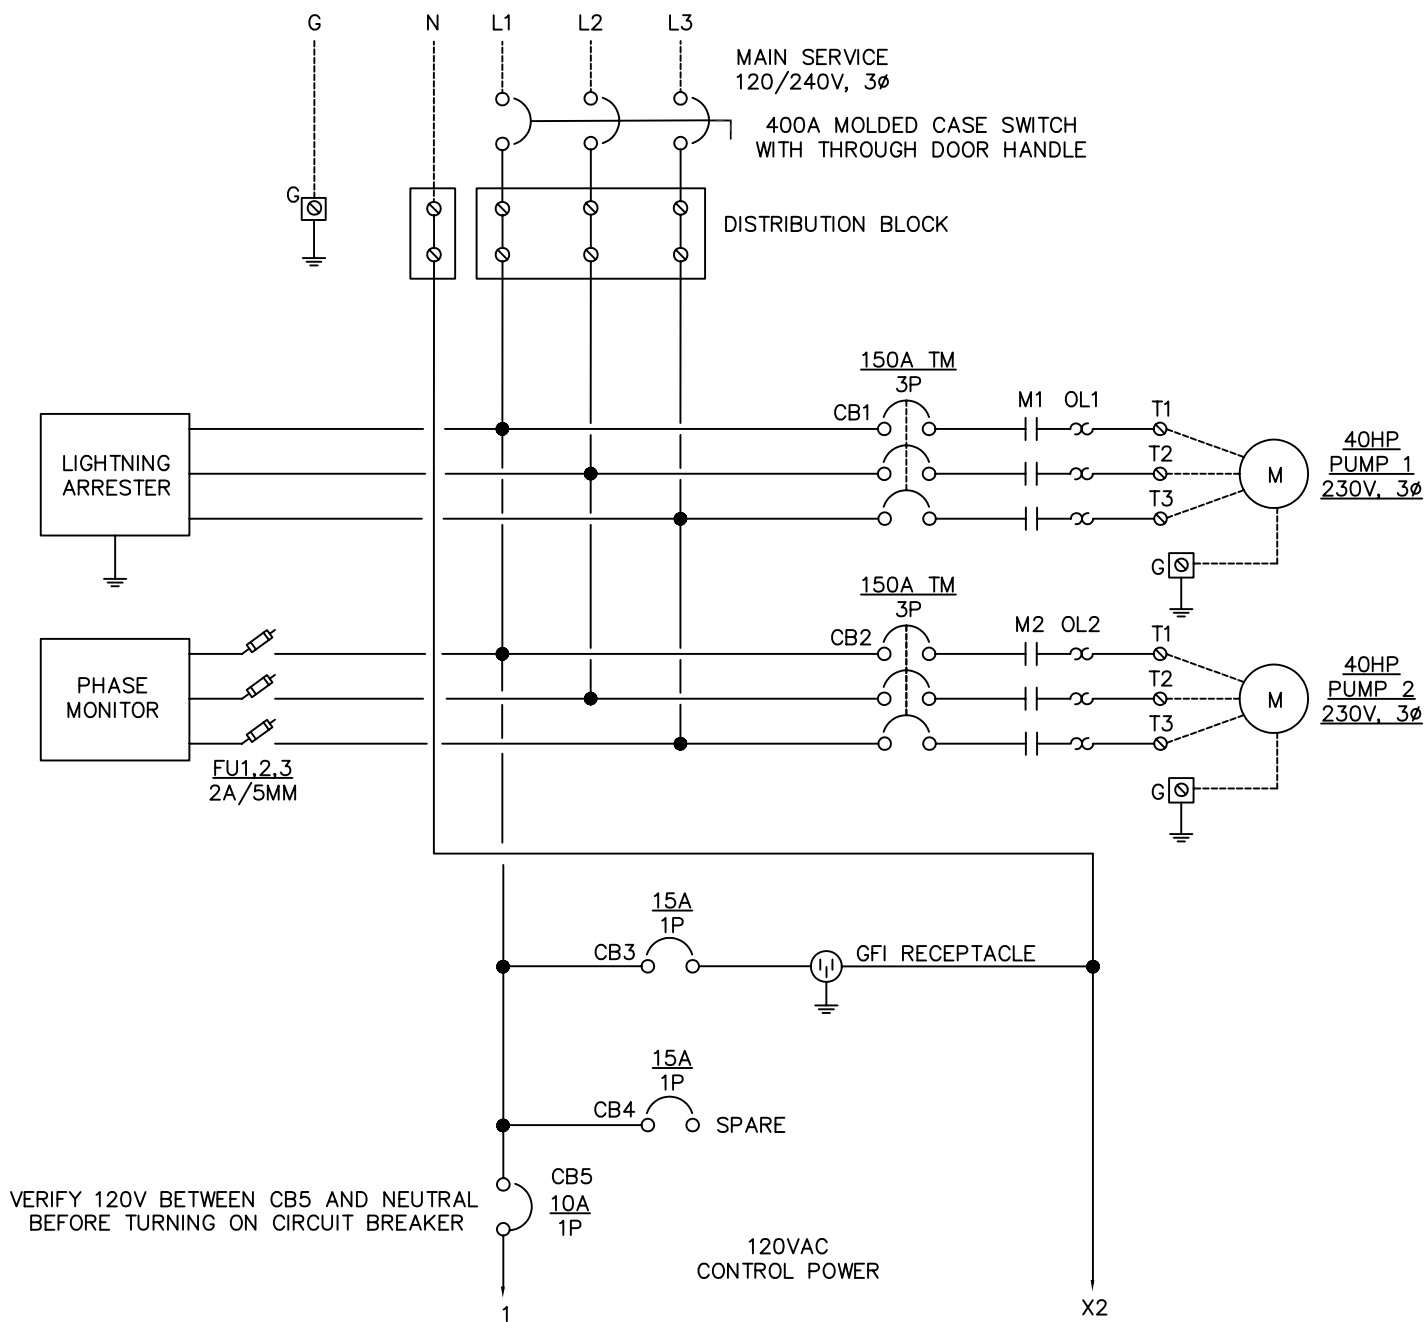 G
N
L1
L2
L3
MAIN SERVICE
120/240V, 3ø
400A MOLDED CASE SWITCH
WITH THROUGH DOOR HANDLE
G
DISTRIBUTION BLOCK
150A TM
3P
CB1
M1
OL1
T1
T2
T3
M
40HP
PUMP 1
230V, 3ø
G
LIGHTNING
ARRESTER
150A TM
3P
CB2
M2
OL2
T1
T2
T3
M
40HP
PUMP 2
230V, 3ø
G
PHASE
MONITOR
FU1,2,3
2A/5MM
15A
1P
CB3
GFI RECEPTACLE
15A
1P
CB4
SPARE
VERIFY 120V BETWEEN CB5 AND NEUTRAL
BEFORE TURNING ON CIRCUIT BREAKER
CB5
10A
1P
120VAC
CONTROL POWER
1
X2